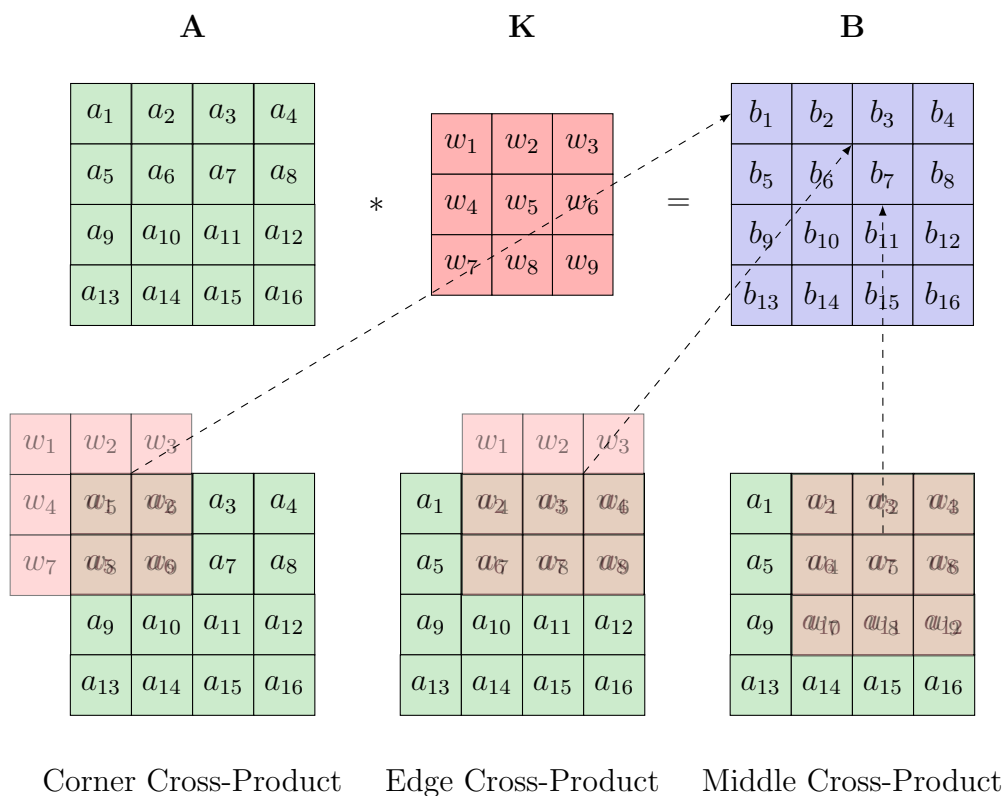 A
a₁ a₂ a₃ a₄
a₅ a₆ a₇ a₈
a₉ a₁₀ a₁₁ a₁₂
a₁₃ a₁₄ a₁₅ a₁₆
*
K
w₁ w₂ w₃
w₄ w₅ w₆
w₇ w₈ w₉
=
B
b₁ b₂ b₃ b₄
b₅ b₆ b₇ b₈
b₉ b₁₀ b₁₁ b₁₂
b₁₃ b₁₄ b₁₅ b₁₆
w₁ w₂ w₃
w₄ a₃ a₄
w₇ a₇ a₈
a₉ a₁₀ a₁₁ a₁₂
a₁₃ a₁₄ a₁₅ a₁₆
Corner Cross-Product
w₁ w₂ w₃
a₁
a₅
a₉ a₁₀ a₁₁ a₁₂
a₁₃ a₁₄ a₁₅ a₁₆
Edge Cross-Product
a₁
a₅
a₉
a₁₃ a₁₄ a₁₅ a₁₆
Middle Cross-Product